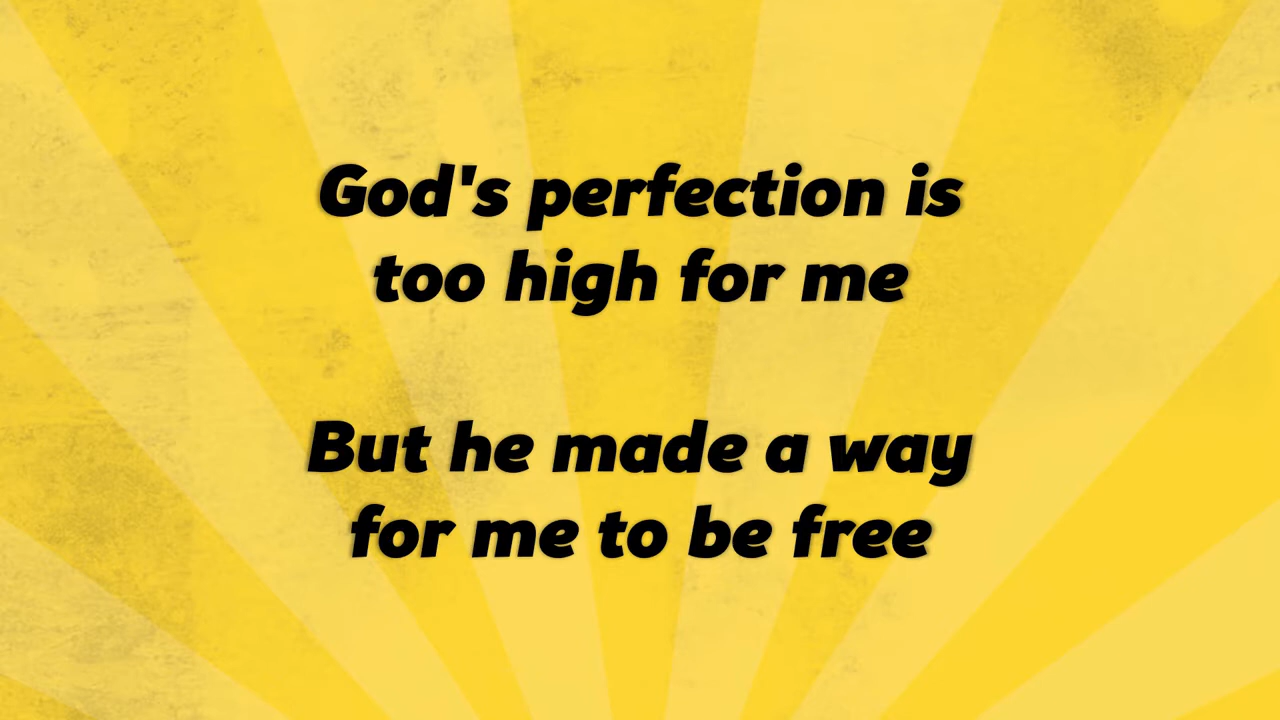 God's perfection is
too high for me
But he made a way
for me to be free